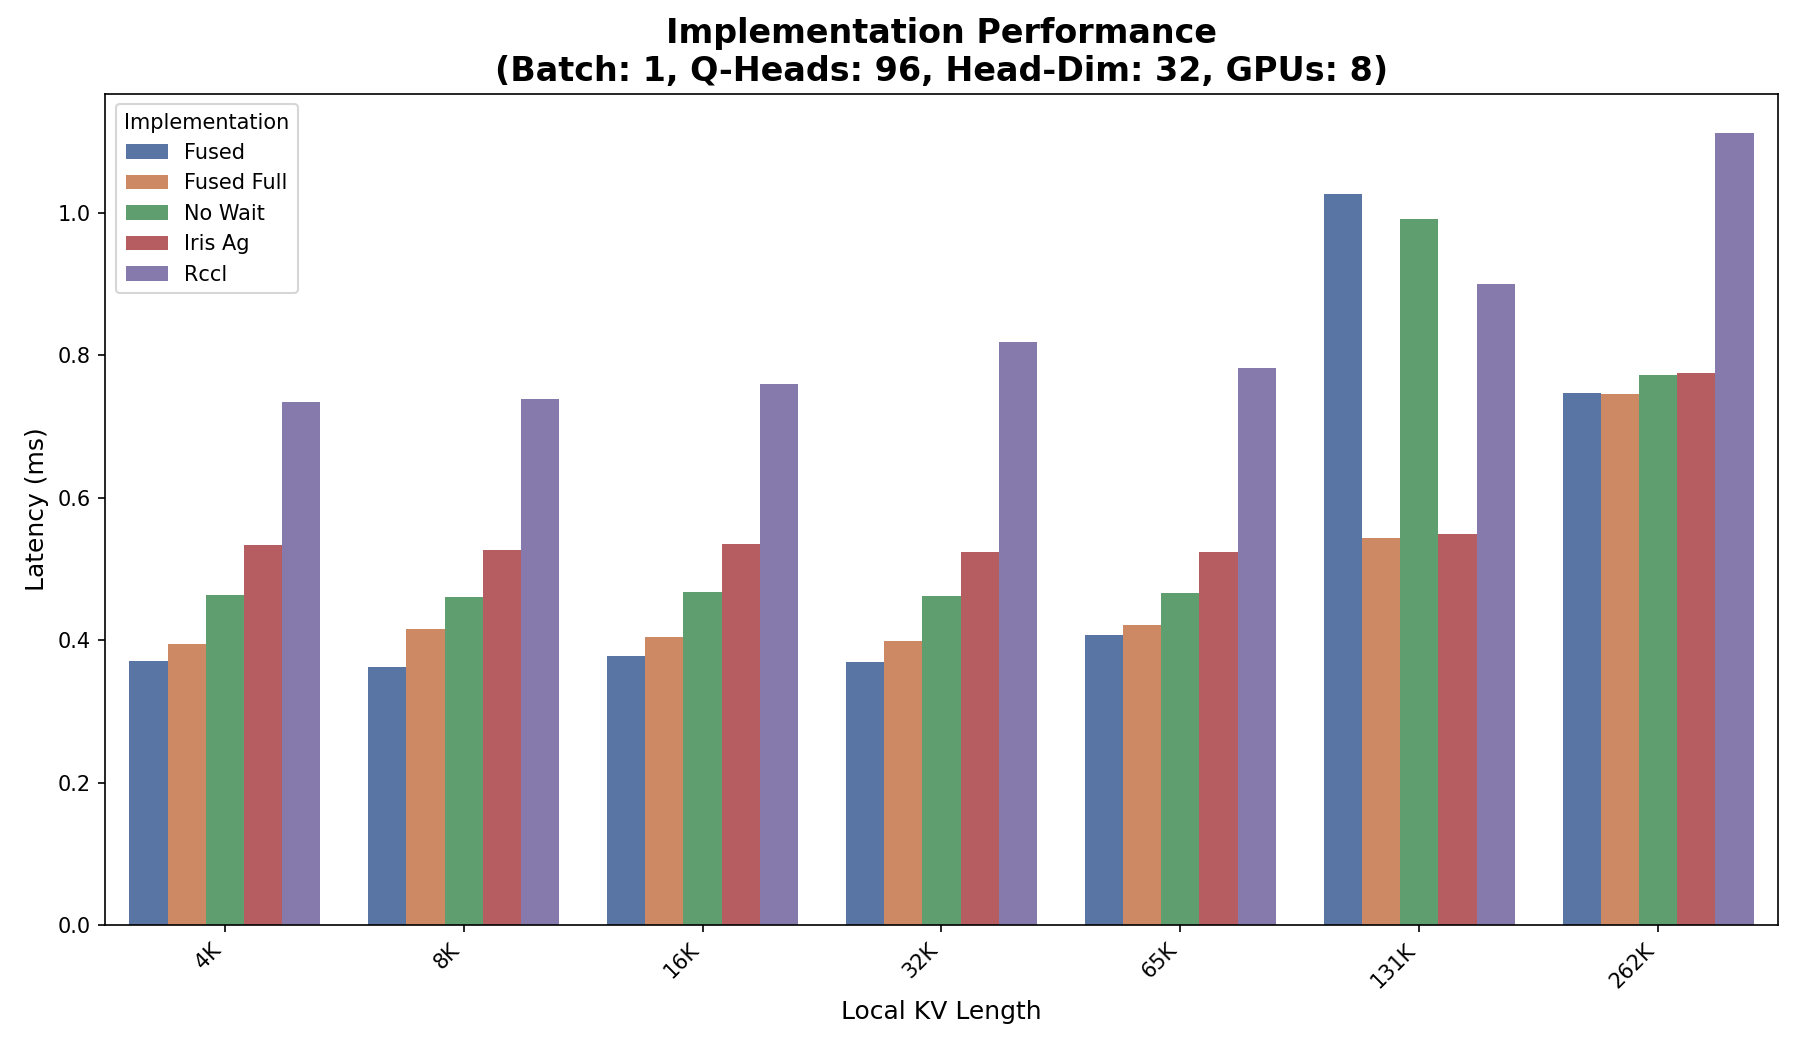 Implementation Performance
(Batch: 1, Q-Heads: 96, Head-Dim: 32, GPUs: 8)
Implementation
Fused
Fused Full
No Wait
Iris Ag
Rccl
Latency (ms)
1.0
0.8
0.6
0.4
0.2
0.0
4K
8K
16K
32K
65K
131K
262K
Local KV Length